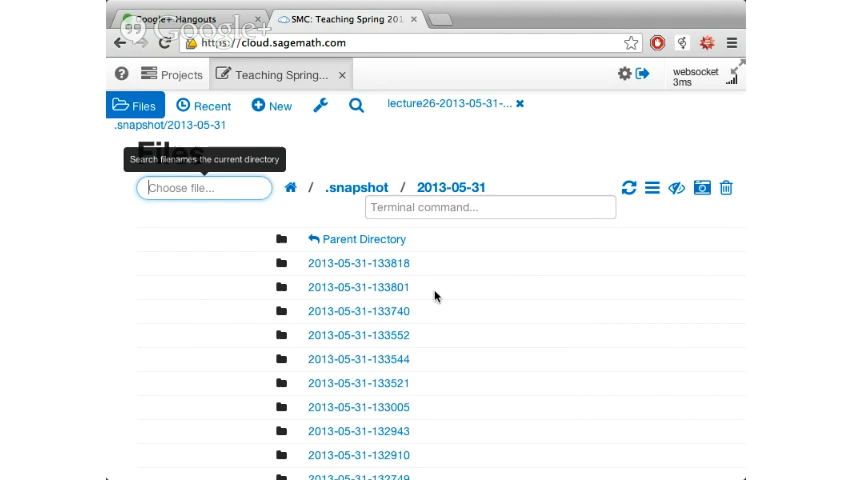 Google+ Hangouts
SMC: Teaching Spring 201
Google+
https://cloud.sagemath.com
Projects
Teaching Spring...
websocket
3ms
Files
Recent
New
lecture26-2013-05-31-...
.snapshot/2013-05-31
Files
Search filenames the current directory
Choose file...
/ .snapshot / 2013-05-31
Terminal command...
Parent Directory
2013-05-31-133818
2013-05-31-133801
2013-05-31-133740
2013-05-31-133552
2013-05-31-133544
2013-05-31-133521
2013-05-31-133005
2013-05-31-132943
2013-05-31-132910
2013-05-31-132749